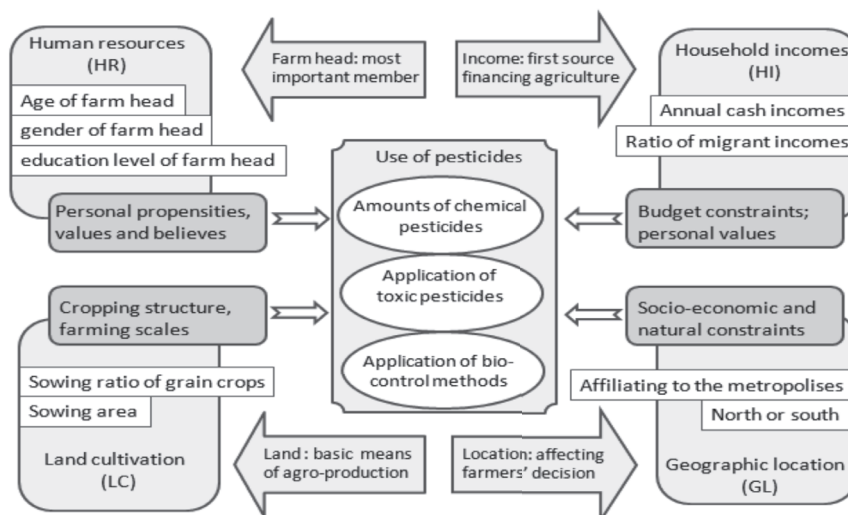 Human resources
(HR)
Age of farm head
gender of farm head
education level of farm head
Personal propensities,
values and believes
Farm head: most
important member
Income: first source
financing agriculture
Household incomes
(HI)
Annual cash incomes
Ratio of migrant incomes
Budget constraints;
personal values
Use of pesticides
Amounts of chemical
pesticides
Application of
toxic pesticides
Application of bio-
control methods
Cropping structure,
farming scales
Sowing ratio of grain crops
Sowing area
Land cultivation
(LC)
Land : basic means
of agro-production
Location: affecting
farmers' decision
Socio-economic and
natural constraints
Affiliating to the metropolises
North or south
Geographic location
(GL)